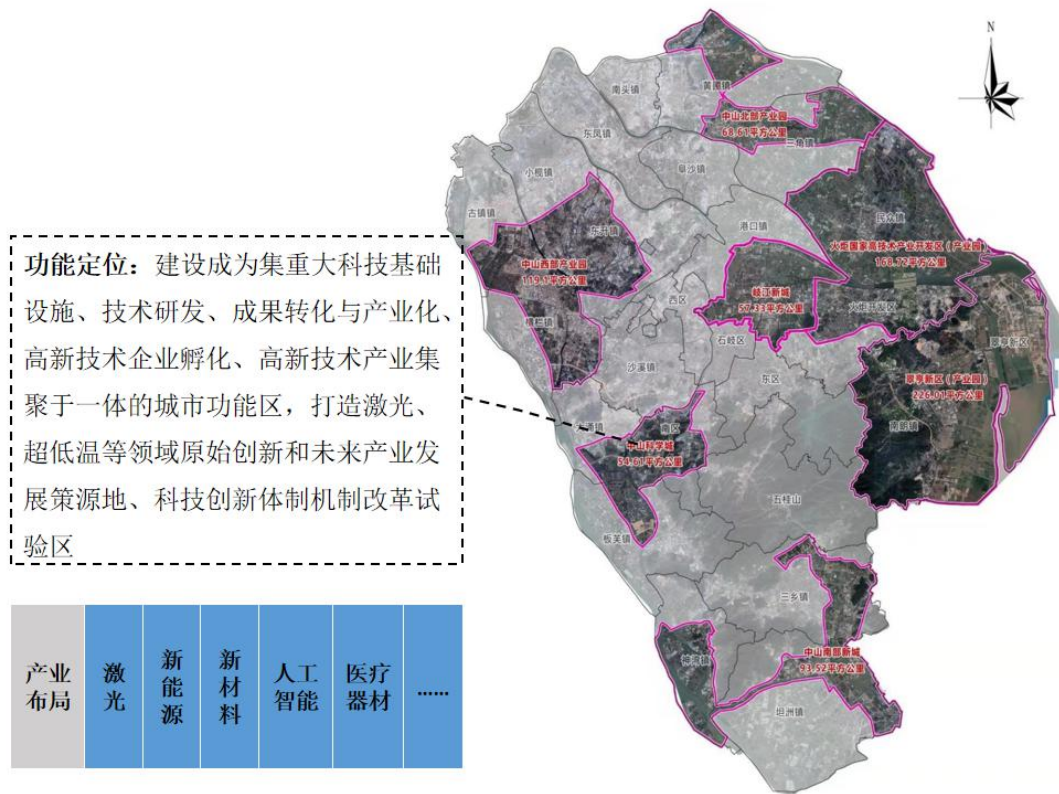 N
南头镇
黄圃镇
东凤镇
中山北部产业园
68.61平方公里
三角镇
小榄镇
阜沙镇
古镇镇
东升镇
港口镇
民众镇
火炬国家高技术产业开发区(产业园)
168.72平方公里
中山西部产业园
119.1平方公里
岐江新城
57.33平方公里
西区
火炬开发区
横栏镇
石岐区
翠亨新区
沙溪镇
东区
翠亨新区(产业园)
226.01平方公里
大涌镇
南区
南朗镇
中山科学城
54.61平方公里
五桂山
板芙镇
三乡镇
神湾镇
中山南部新城
93.52平方公里
坦洲镇
功能定位:建设成为集重大科技基础
设施、技术研发、成果转化与产业化、
高新技术企业孵化、高新技术产业集
聚于一体的城市功能区,打造激光、
超低温等领域原始创新和未来产业发
展策源地、科技创新体制机制改革试
验区
产业
布局
激
光
新
能
源
新
材
料
人工
智能
医疗
器材
......